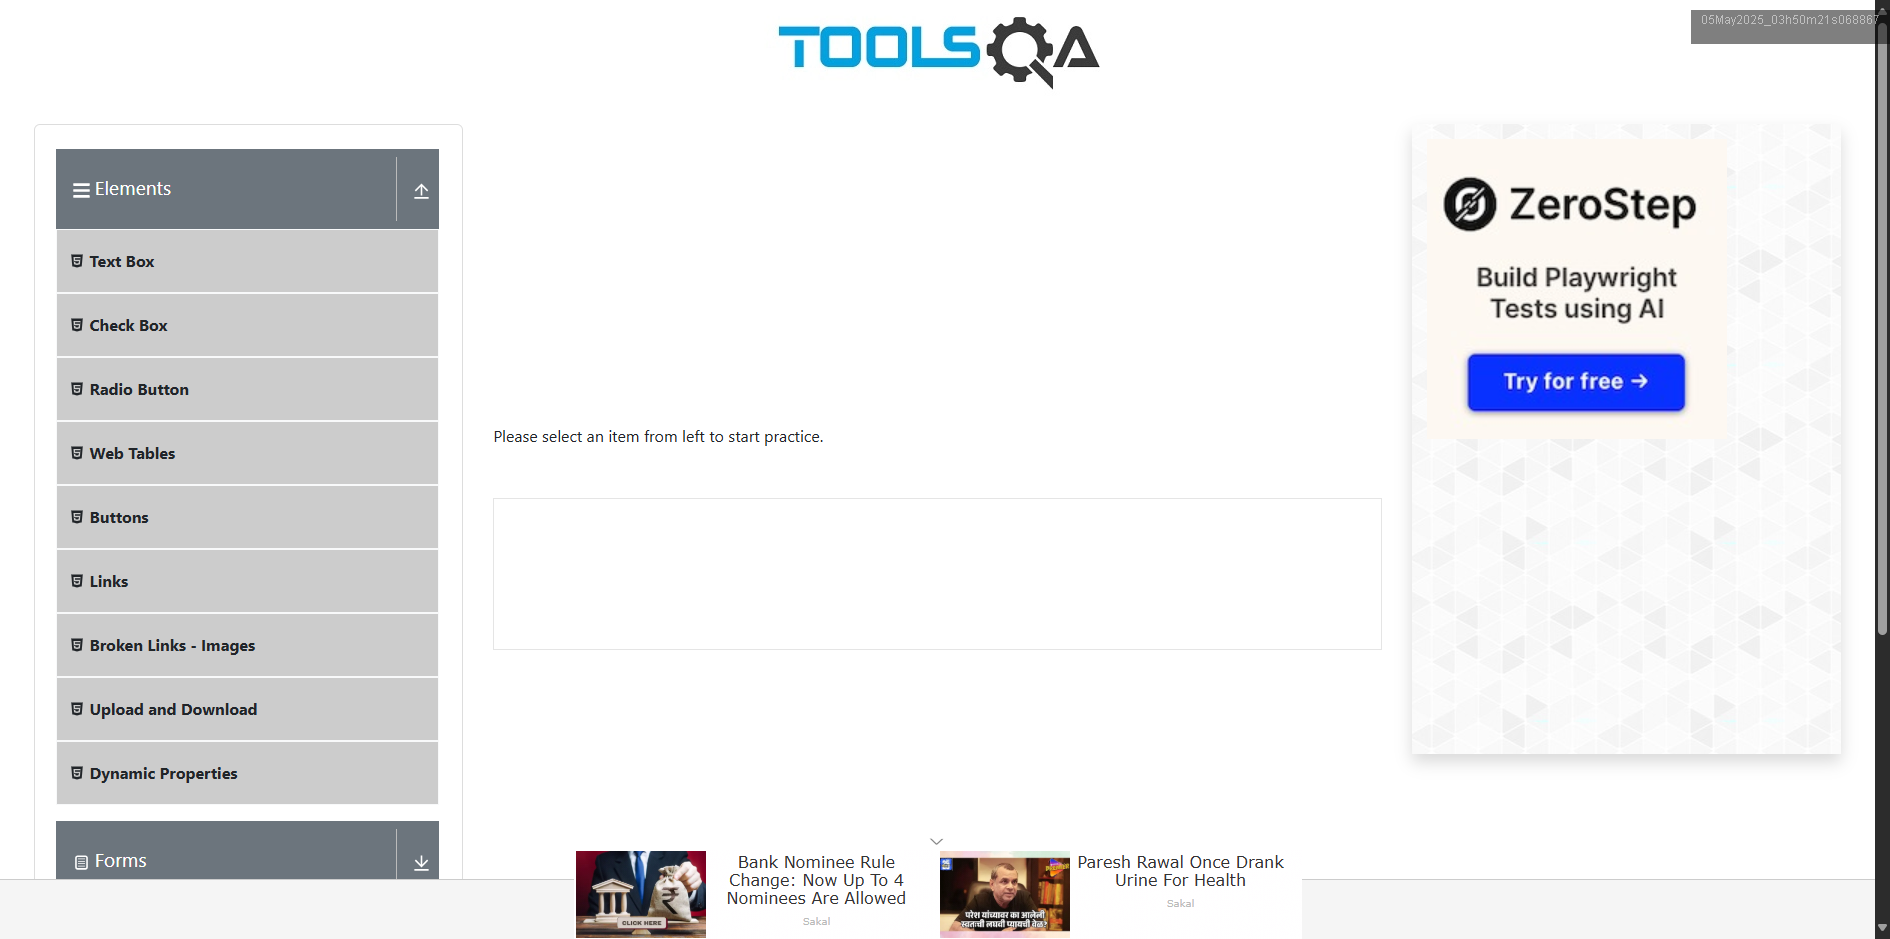 TOOLSQA
05May2025_03h50m21s068867
Elements
Text Box
Check Box
Radio Button
Web Tables
Buttons
Links
Broken Links - Images
Upload and Download
Dynamic Properties
Forms
Please select an item from left to start practice.
ZeroStep
Build Playwright
Tests using AI
Try for free →
CLICK HERE
Bank Nominee Rule
Change: Now Up To 4
Nominees Are Allowed
Sakal
परेश यांच्यावर का आलेली
स्वतःची लघवी प्यायची वेळ?
Paresh Rawal Once Drank
Urine For Health
Sakal